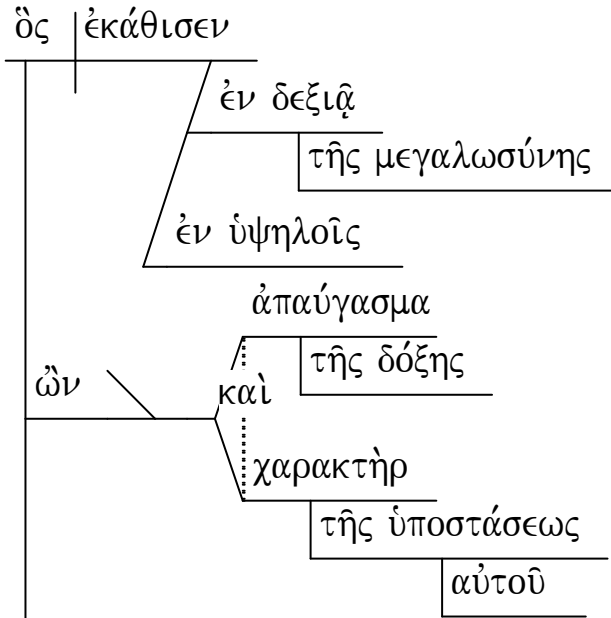 ὃς ἐκάθισεν
ἐν δεξιᾷ
τῆς μεγαλωσύνης
ἐν ὑψηλοῖς
ἀπαύγασμα
τῆς δόξης
ὢν
καὶ
χαρακτὴρ
τῆς ὑποστάσεως
αὐτοῦ